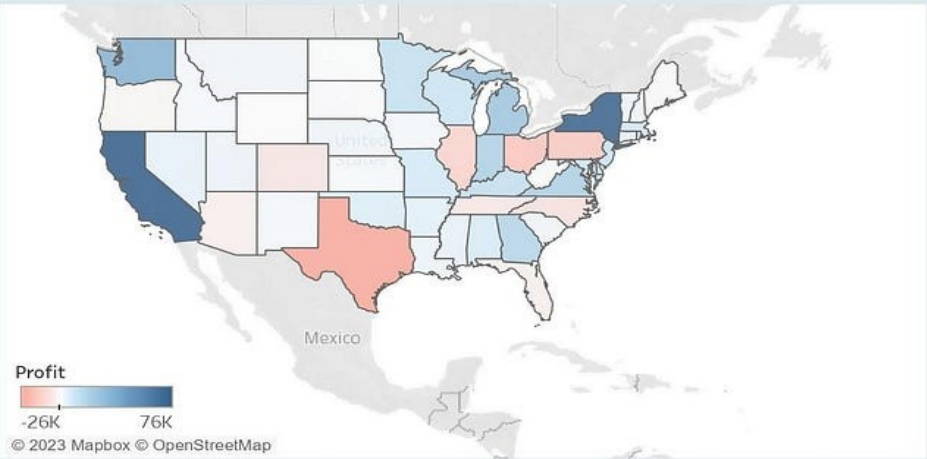 United
States
Mexico
Profit
-26K 76K
© 2023 Mapbox © OpenStreetMap